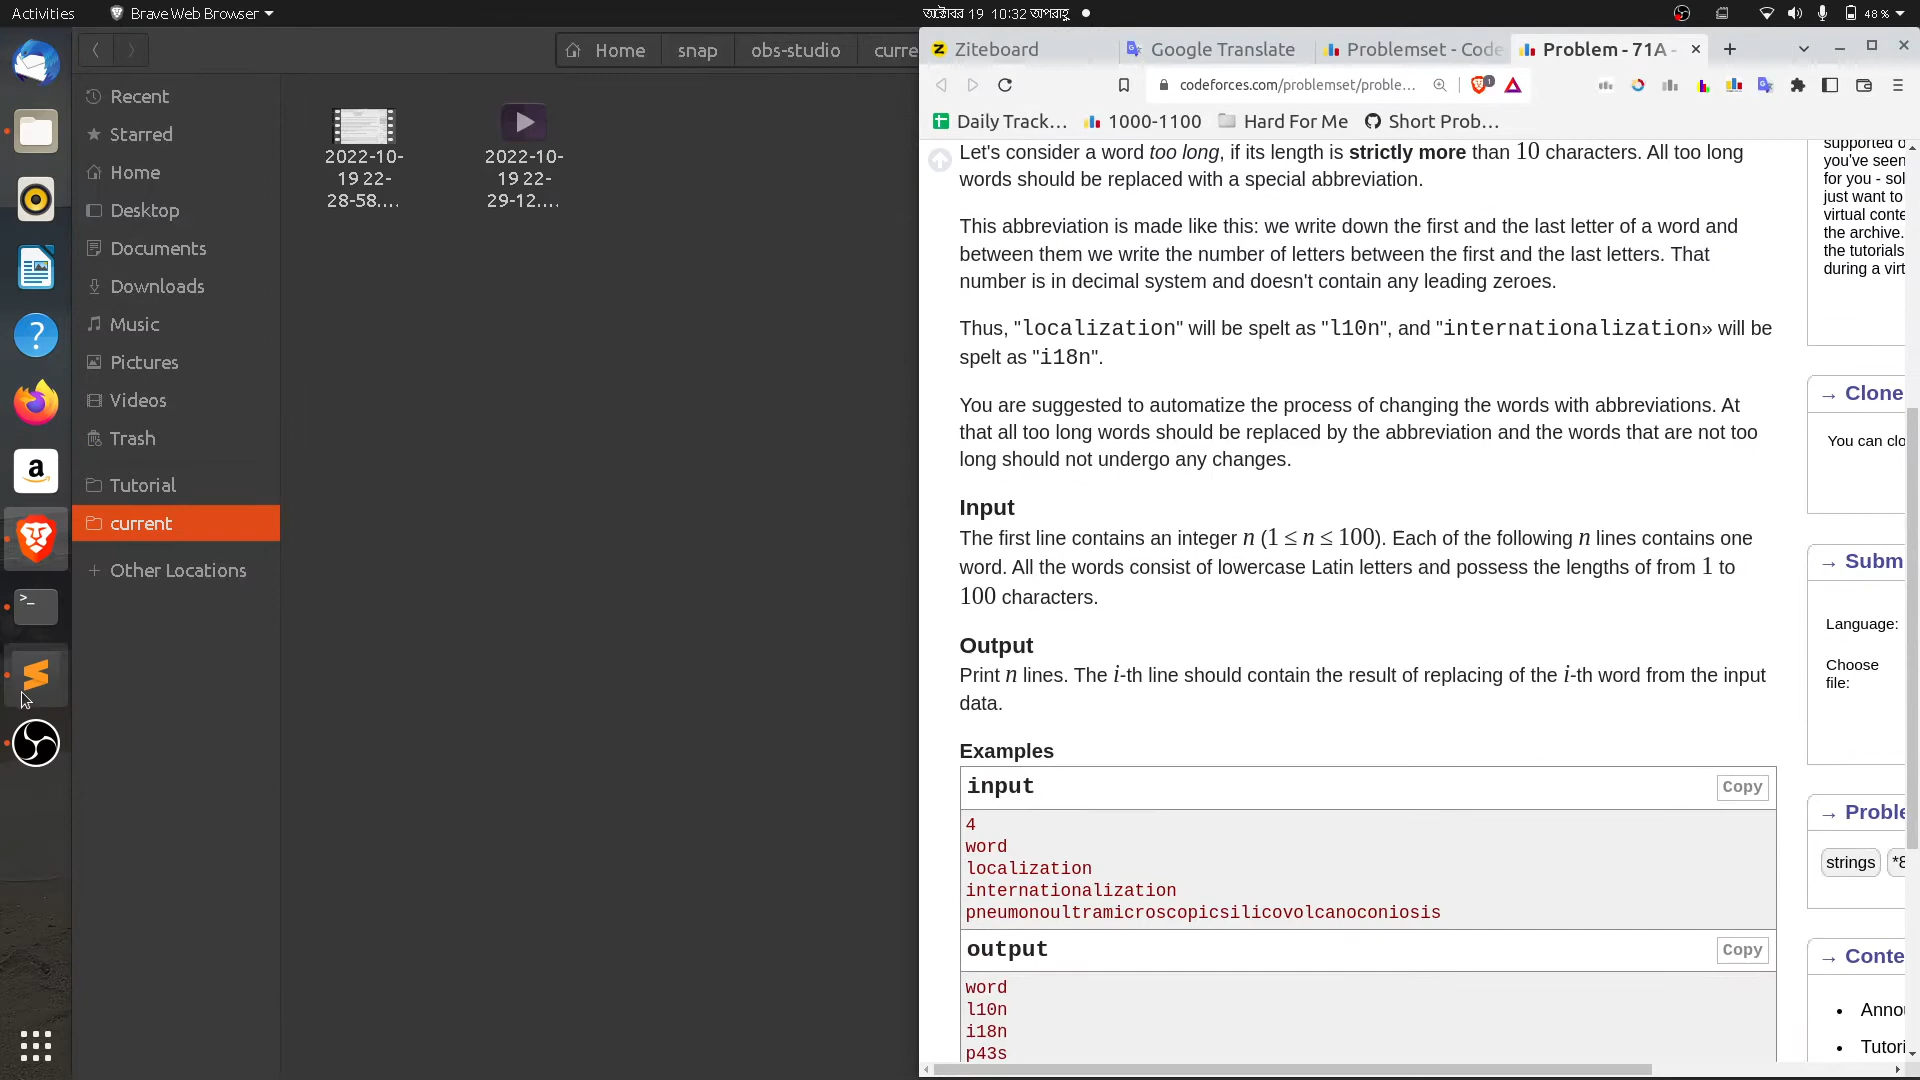 Activities
Brave Web Browser
অক্টোবর 19 10:32 অপরাহ্ণ
48 %
Home
snap
obs-studio
curre
Recent
Starred
Home
Desktop
Documents
Downloads
Music
Pictures
Videos
Trash
Tutorial
current
Other Locations
2022-10-
19 22-
28-58....
2022-10-
19 22-
29-12....
Ziteboard
Google Translate
Problemset - Code
Problem - 71A -
codeforces.com/problemset/proble...
Daily Track...
1000-1100
Hard For Me
Short Prob...
Let's consider a word too long, if its length is strictly more than 10 characters. All too long
words should be replaced with a special abbreviation.
This abbreviation is made like this: we write down the first and the last letter of a word and
between them we write the number of letters between the first and the last letters. That
number is in decimal system and doesn't contain any leading zeroes.
Thus, "localization" will be spelt as "l10n", and "internationalization» will be
spelt as "i18n".
You are suggested to automatize the process of changing the words with abbreviations. At
that all too long words should be replaced by the abbreviation and the words that are not too
long should not undergo any changes.
Input
The first line contains an integer n (1 ≤ n ≤ 100). Each of the following n lines contains one
word. All the words consist of lowercase Latin letters and possess the lengths of from 1 to
100 characters.
Output
Print n lines. The i-th line should contain the result of replacing of the i-th word from the input
data.
Examples
input
Copy
4
word
localization
internationalization
pneumonoultramicroscopicsilicovolcanoconiosis
output
Copy
word
l10n
i18n
p43s
supported o
you've seen
for you - sol
just want to
virtual conte
the archive.
the tutorials
during a virt
→ Clone
You can clo
→ Subm
Language:
Choose
file:
→ Proble
strings
*8
→ Conte
Annou
Tutori